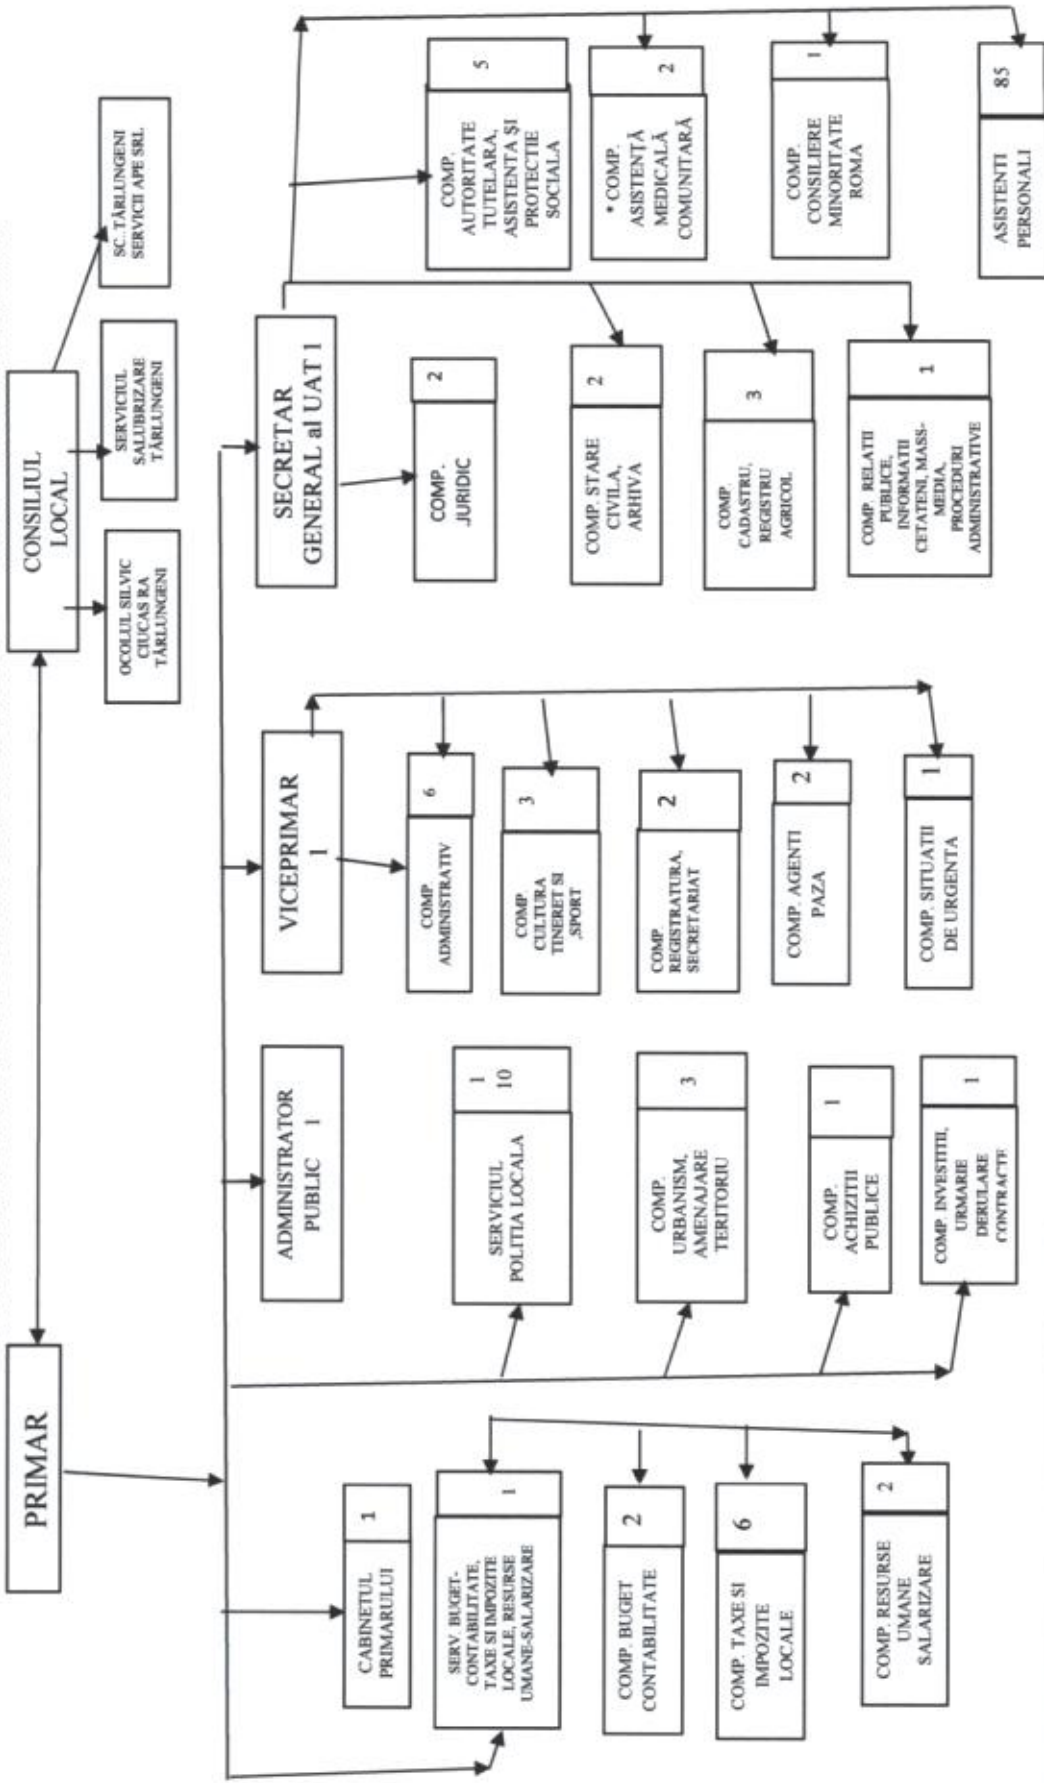 PRIMAR
CONSILIUL
LOCAL
OCOLUL SILVIC
CIUCAS RA
TĂRLUNGENI
SERVICIUL
SALUBRIZARE
TĂRLUNGENI
SC. TĂRLUNGENI
SERVICII APE SRL
ADMINISTRATOR
PUBLIC 1
VICEPRIMAR
1
SECRETAR
GENERAL al UAT 1
CABINETUL
PRIMARULUI
1
SERV. BUGET-
CONTABILITATE,
TAXE SI IMPOZITE
LOCALE, RESURSE
UMANE-SALARIZARE
1
COMP. BUGET
CONTABILITATE
2
COMP. TAXE SI
IMPOZITE
LOCALE
6
COMP. RESURSE
UMANE
SALARIZARE
2
SERVICIUL
POLITIA LOCALA
1
10
COMP.
URBANISM,
AMENAJARE
TERITORIU
3
COMP.
ACHIZITII
PUBLICE
1
COMP. INVESTITII,
URMARIE
DERULARE
CONTRACTE
1
COMP.
ADMINISTRATIV
6
COMP.
CULTURA
TINERET SI
,SPORT
3
COMP.
REGISTRATURA,
SECRETARIAT
2
COMP. AGENTI
PAZA
2
COMP. SITUATII
DE URGENTA
1
COMP.
JURIDIC
2
COMP. STARE
CIVILA,
ARHIVA
2
COMP.
CADASTRU,
REGISTRU
AGRICOL
3
COMP. RELATII
PUBLICE,
INFORMATII
CETATENI, MASS-
MEDIA,
PROCEDURI
ADMINISTRATIVE
1
COMP.
AUTORITATE
TUTELARA,
ASISTENTA ŞI
PROTECTIE
SOCIALA
5
* COMP.
ASISTENŢĂ
MEDICALĂ
COMUNITARĂ
2
COMP.
CONSILIERE
MINORITATE
ROMA
1
ASISTENTI
PERSONALI
85